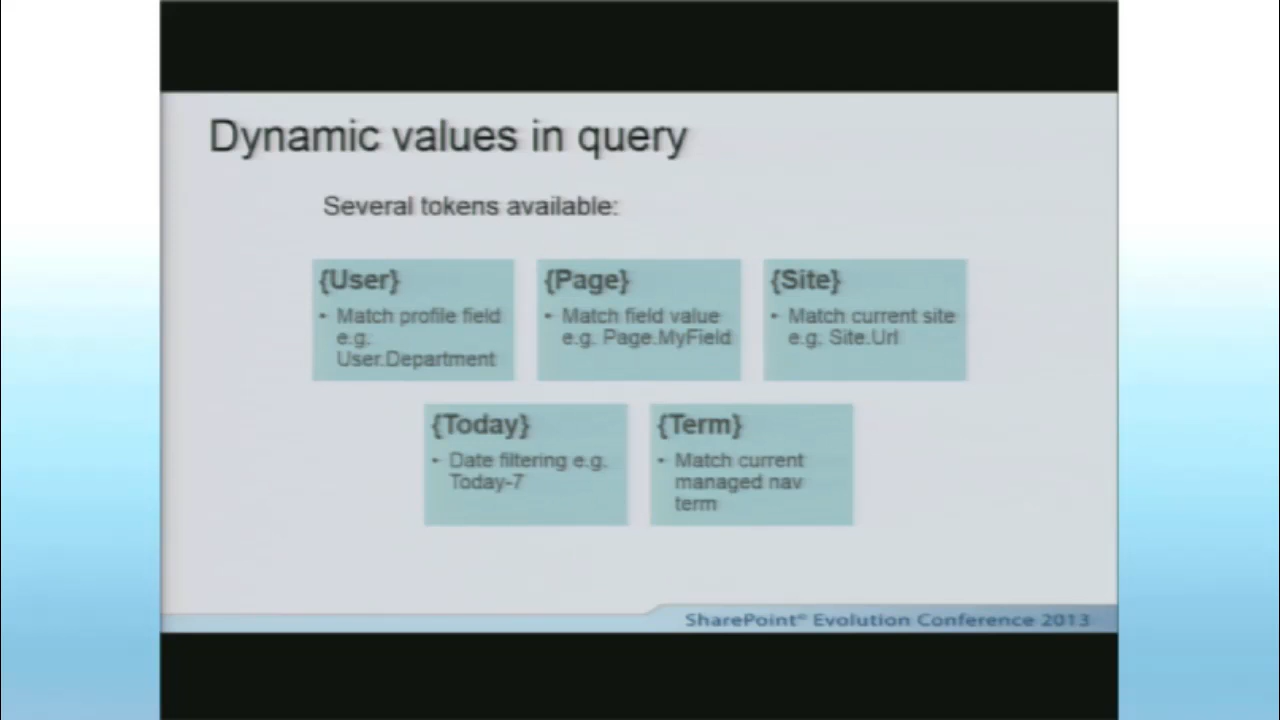 Dynamic values in query
Several tokens available:
{User}
• Match profile field
e.g.
User.Department
{Page}
• Match field value
e.g. Page.MyField
{Site}
• Match current site
e.g. Site.Url
{Today}
• Date filtering e.g.
Today-7
{Term}
• Match current
managed nav
term
SharePoint® Evolution Conference 2013